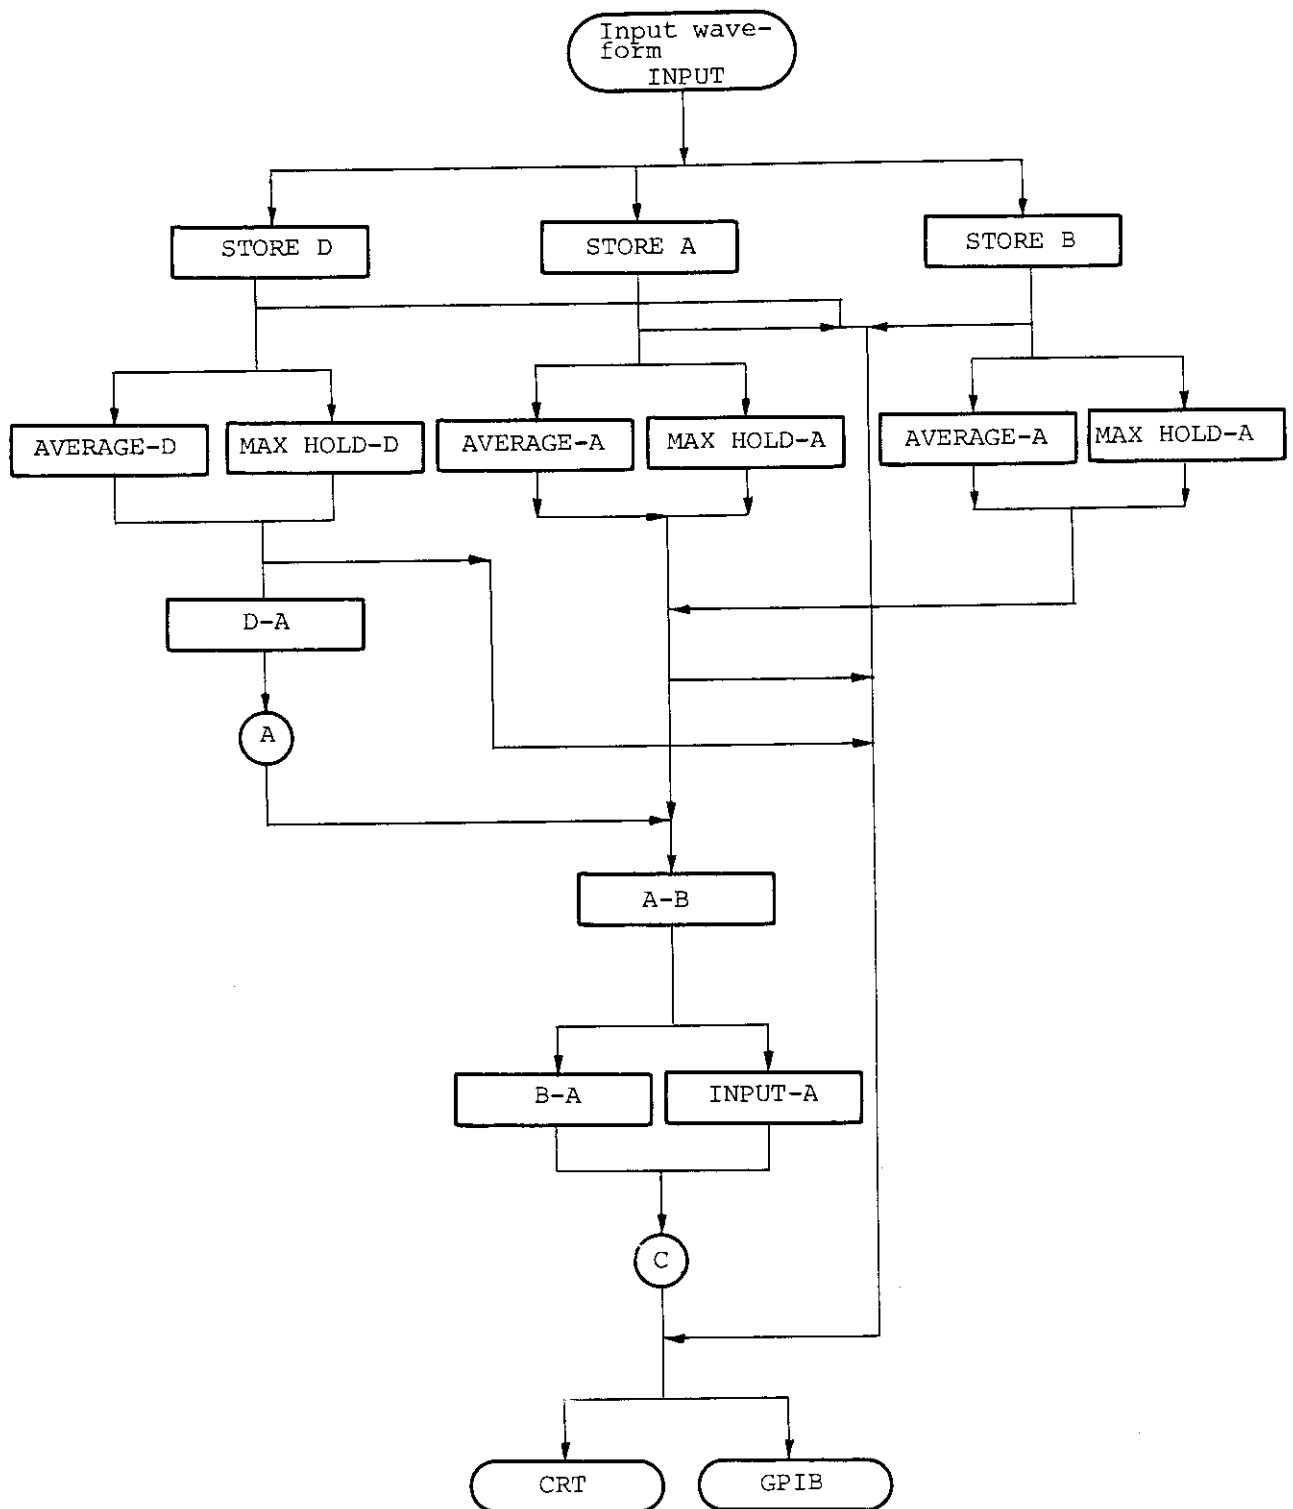 Input wave-
form
INPUT
STORE D
STORE A
STORE B
AVERAGE-D
MAX HOLD-D
AVERAGE-A
MAX HOLD-A
AVERAGE-A
MAX HOLD-A
D-A
A
A-B
B-A
INPUT-A
C
CRT
GPIB